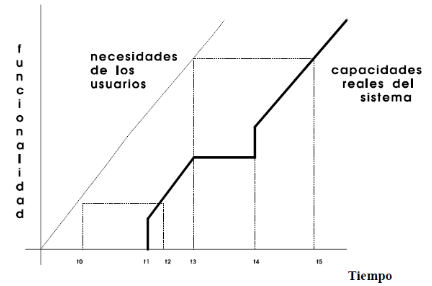 funcionalidad
necesidades
de los
usuarios
capacidades
reales del
sistema
t0 t1 t2 t3 t4 t5
Tiempo